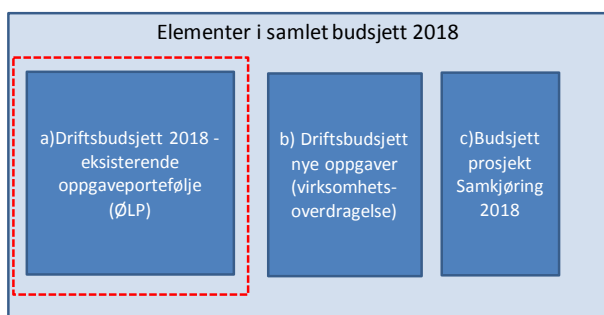 Elementer i samlet budsjett 2018
a)Driftsbudsjett 2018 -
eksisterende
oppgaveportefølje
(ØLP)
b) Driftsbudsjett
nye oppgaver
(virksomhets-
overdragelse)
c)Budsjett
prosjekt
Samkjøring
2018